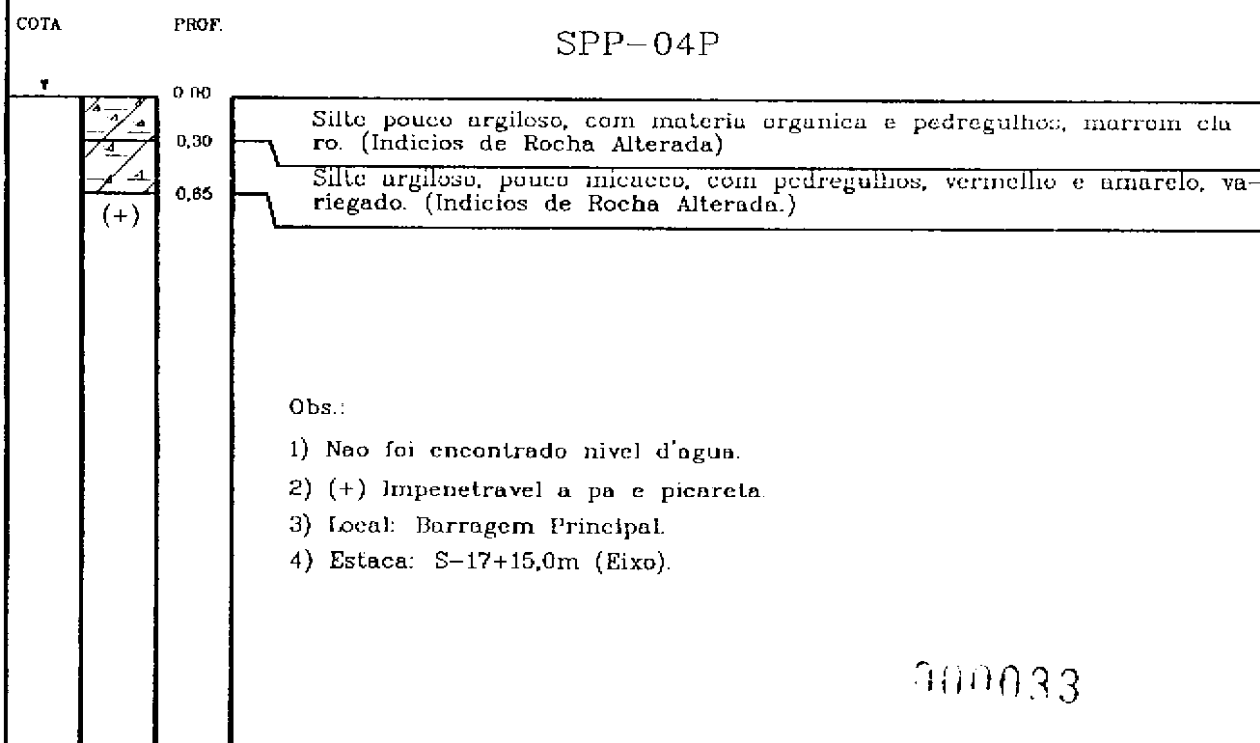 COTA PROF.
SPP-04P
0.00
Silte pouco argiloso, com materia organica e pedregulhos, marrom cla
0,30
ro. (Indicios de Rocha Alterada)
Silte argiloso, pouco micaceo, com pedregulhos, vermelho e amarelo, va-
0,65
riegado. (Indicios de Rocha Alterada.)
(+)
Obs.:
1) Nao foi encontrado nivel d'agua.
2) (+) Impenetravel a pa e picareta.
3) Local: Barragem Principal.
4) Estaca: S-17+15,0m (Eixo).
000033